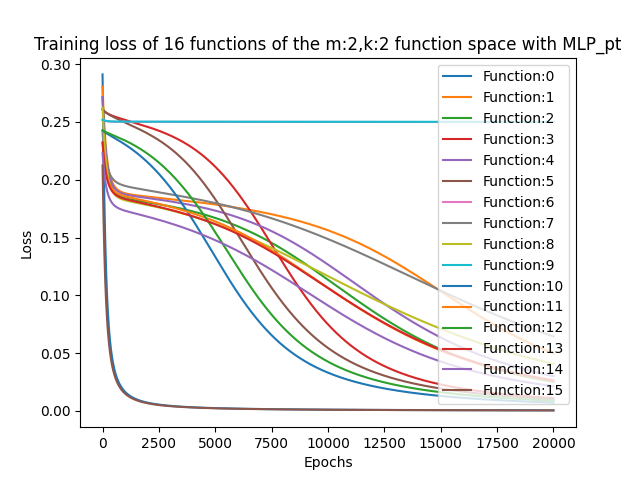 Training loss of 16 functions of the m:2,k:2 function space with MLP_pt
Loss
0.30
0.25
0.20
0.15
0.10
0.05
0.00
Function:0
Function:1
Function:2
Function:3
Function:4
Function:5
Function:6
Function:7
Function:8
Function:9
Function:10
Function:11
Function:12
Function:13
Function:14
Function:15
0 2500 5000 7500 10000 12500 15000 17500 20000
Epochs